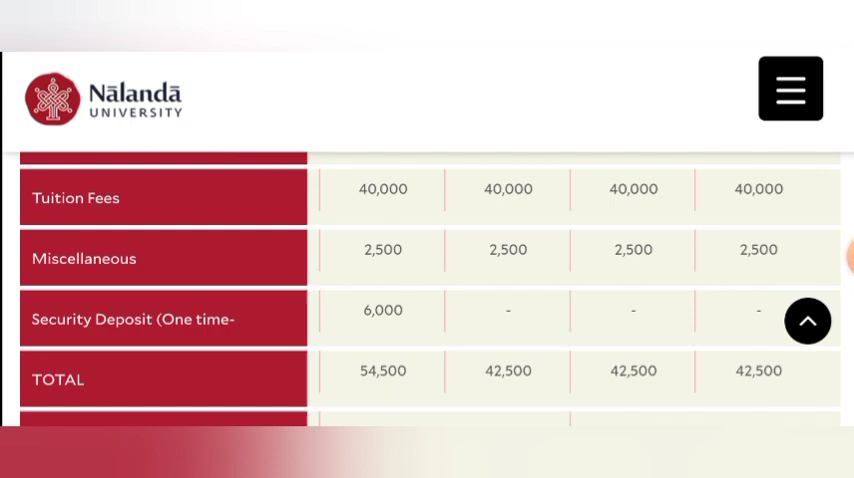 Nālandā
UNIVERSITY
Tuition Fees 40,000 40,000 40,000 40,000
Miscellaneous 2,500 2,500 2,500 2,500
Security Deposit (One time- 6,000 - - -
TOTAL 54,500 42,500 42,500 42,500